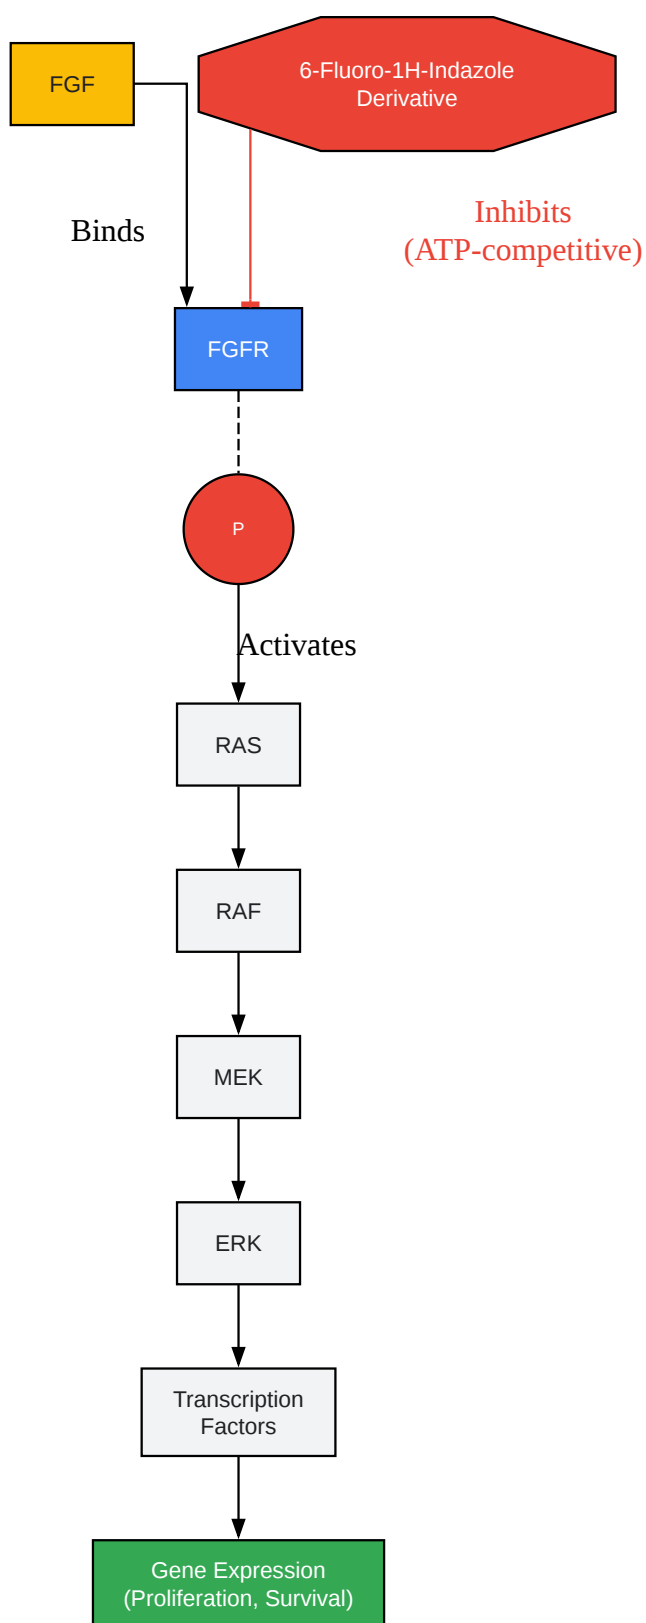 FGF
6-Fluoro-1H-Indazole
Derivative
Binds
Inhibits
(ATP-competitive)
FGFR
P
Activates
RAS
RAF
MEK
ERK
Transcription
Factors
Gene Expression
(Proliferation, Survival)